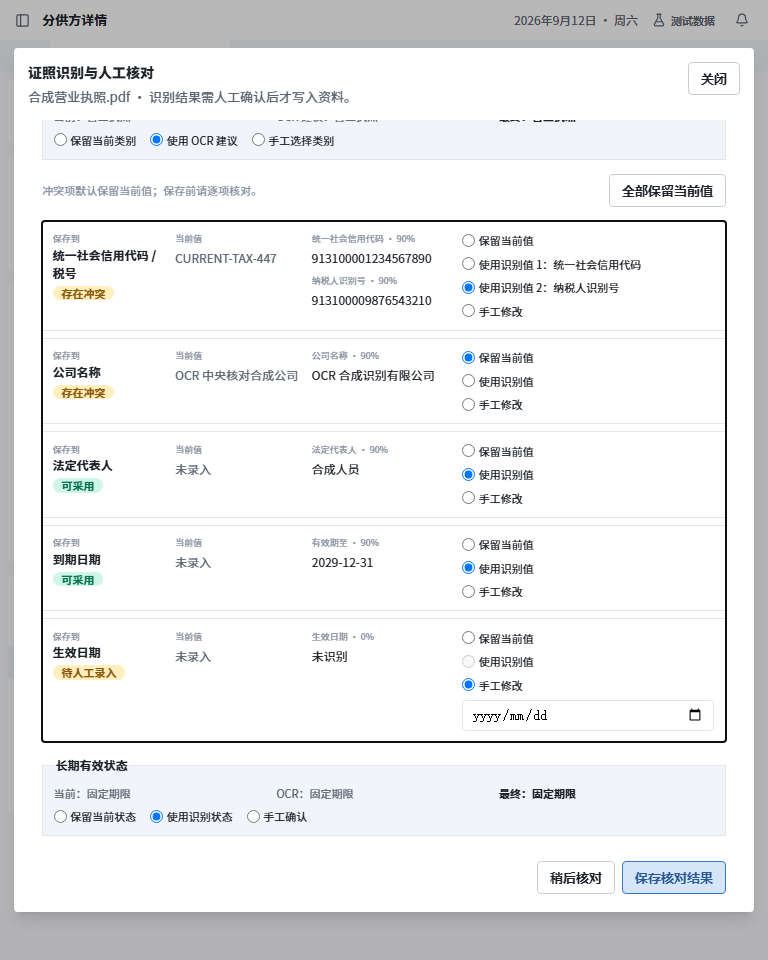 分供方详情
2026年9月12日 · 周六
测试数据
证照识别与人工核对
合成营业执照.pdf · 识别结果需人工确认后才写入资料。
关闭
保留当前类别
使用 OCR 建议
手工选择类别
冲突项默认保留当前值；保存前请逐项核对。
全部保留当前值
保存到
统一社会信用代码 /
税号
存在冲突
当前值
CURRENT-TAX-447
统一社会信用代码 · 90%
913100001234567890
纳税人识别号 · 90%
913100009876543210
保留当前值
使用识别值 1：统一社会信用代码
使用识别值 2：纳税人识别号
手工修改
保存到
公司名称
存在冲突
当前值
OCR 中央核对合成公司
公司名称 · 90%
OCR 合成识别有限公司
保留当前值
使用识别值
手工修改
保存到
法定代表人
可采用
当前值
未录入
法定代表人 · 90%
合成人员
保留当前值
使用识别值
手工修改
保存到
到期日期
可采用
当前值
未录入
有效期至 · 90%
2029-12-31
保留当前值
使用识别值
手工修改
保存到
生效日期
待人工录入
当前值
未录入
生效日期 · 0%
未识别
保留当前值
使用识别值
手工修改
yyyy/mm/dd
长期有效状态
当前：固定期限
OCR：固定期限
最终：固定期限
保留当前状态
使用识别状态
手工确认
稍后核对
保存核对结果